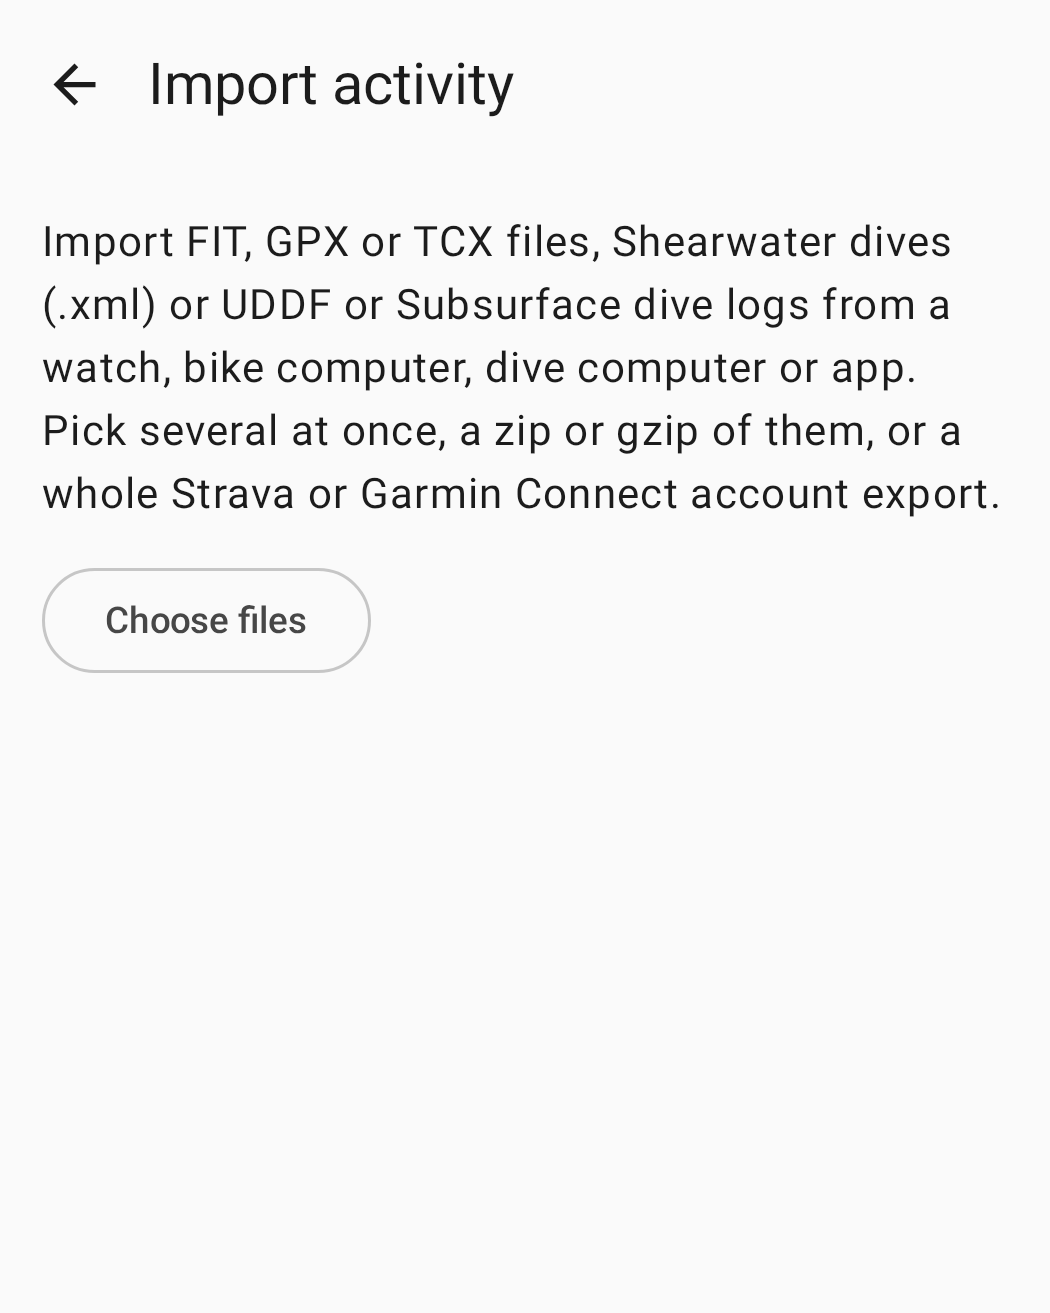 Import activity
Import FIT, GPX or TCX files, Shearwater dives
(.xml) or UDDF or Subsurface dive logs from a
watch, bike computer, dive computer or app.
Pick several at once, a zip or gzip of them, or a
whole Strava or Garmin Connect account export.
Choose files